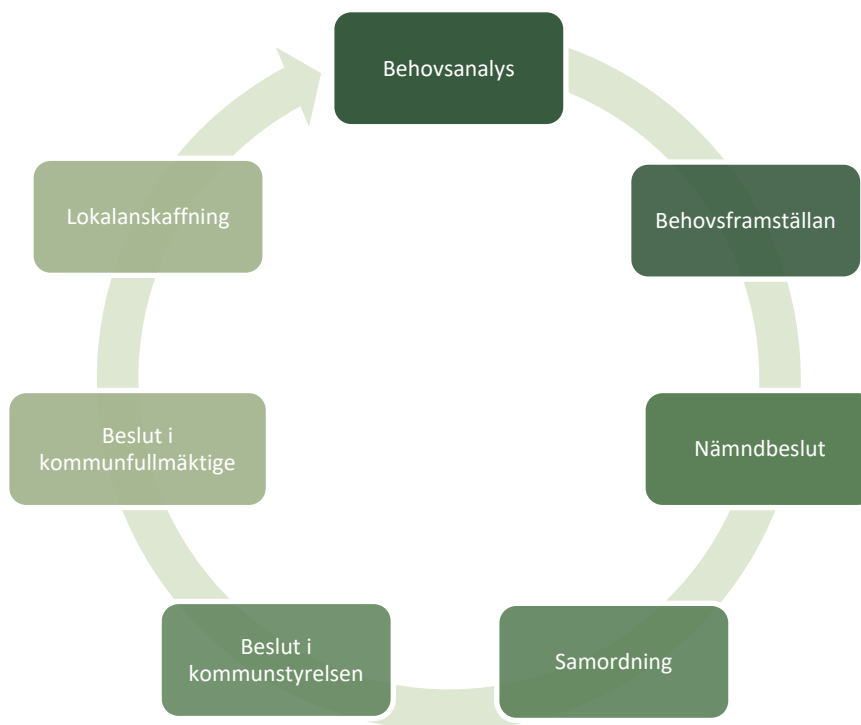 Behovsanalys
Behovsframställan
Nämndbeslut
Samordning
Beslut i
kommunstyrelsen
Beslut i
kommunfullmäktige
Lokalanskaffning